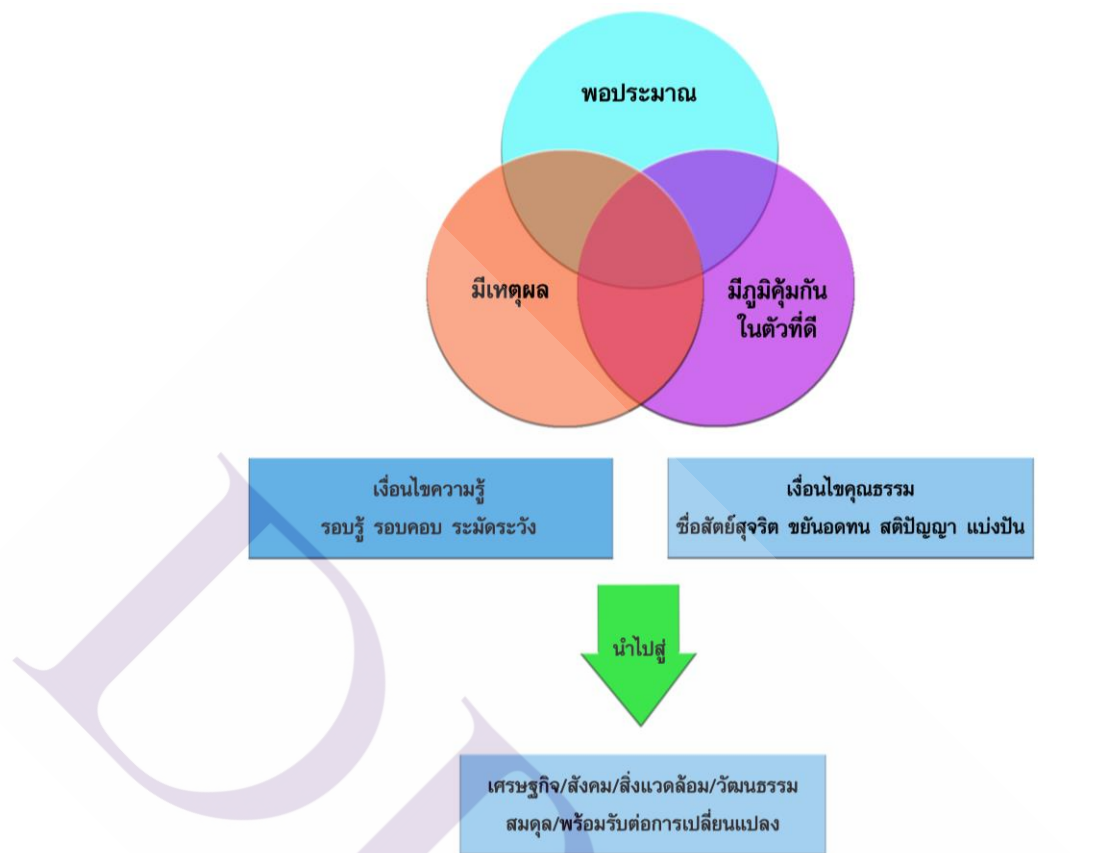 พอประมาณ
มีเหตุผล
มีภูมิคุ้มกัน
ในตัวที่ดี
เงื่อนไขความรู้
รอบรู้ รอบคอบ ระมัดระวัง
เงื่อนไขคุณธรรม
ซื่อสัตย์สุจริต ขยันอดทน สติปัญญา แบ่งปัน
นำไปสู่
เศรษฐกิจ/สังคม/สิ่งแวดล้อม/วัฒนธรรม
สมดุล/พร้อมรับต่อการเปลี่ยนแปลง